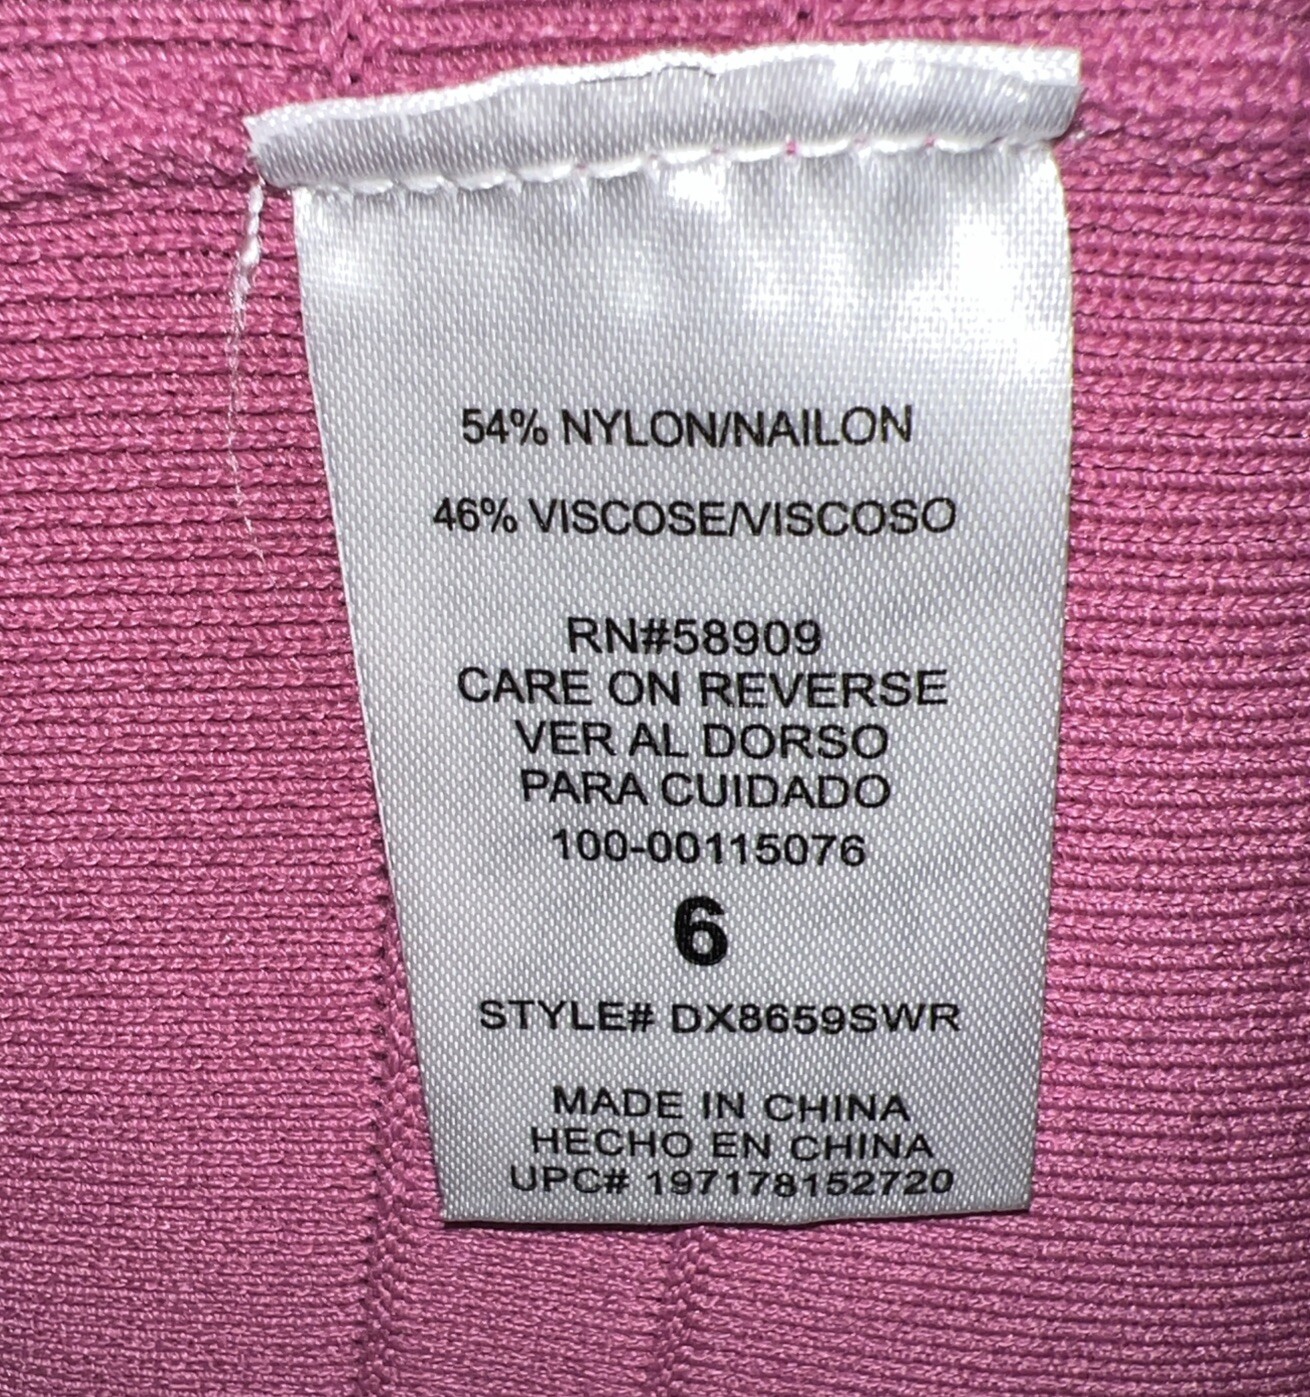 54% NYLON/NAILON
46% VISCOSE/VISCOSO
RN#58909
CARE ON REVERSE
VER AL DORSO
PARA CUIDADO
100-00115076
6
STYLE# DX8659SWR
MADE IN CHINA
HECHO EN CHINA
UPC# 197178152720